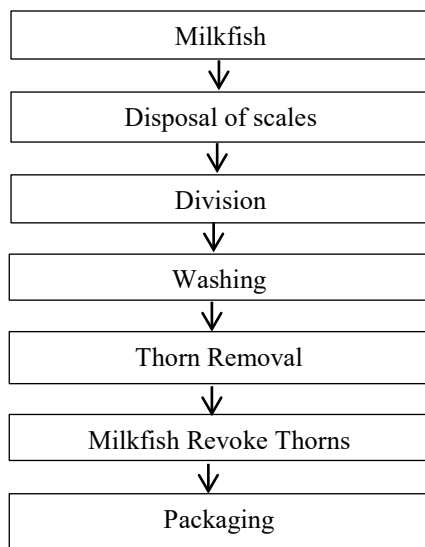 Milkfish
Disposal of scales
Division
Washing
Thorn Removal
Milkfish Revoke Thorns
Packaging